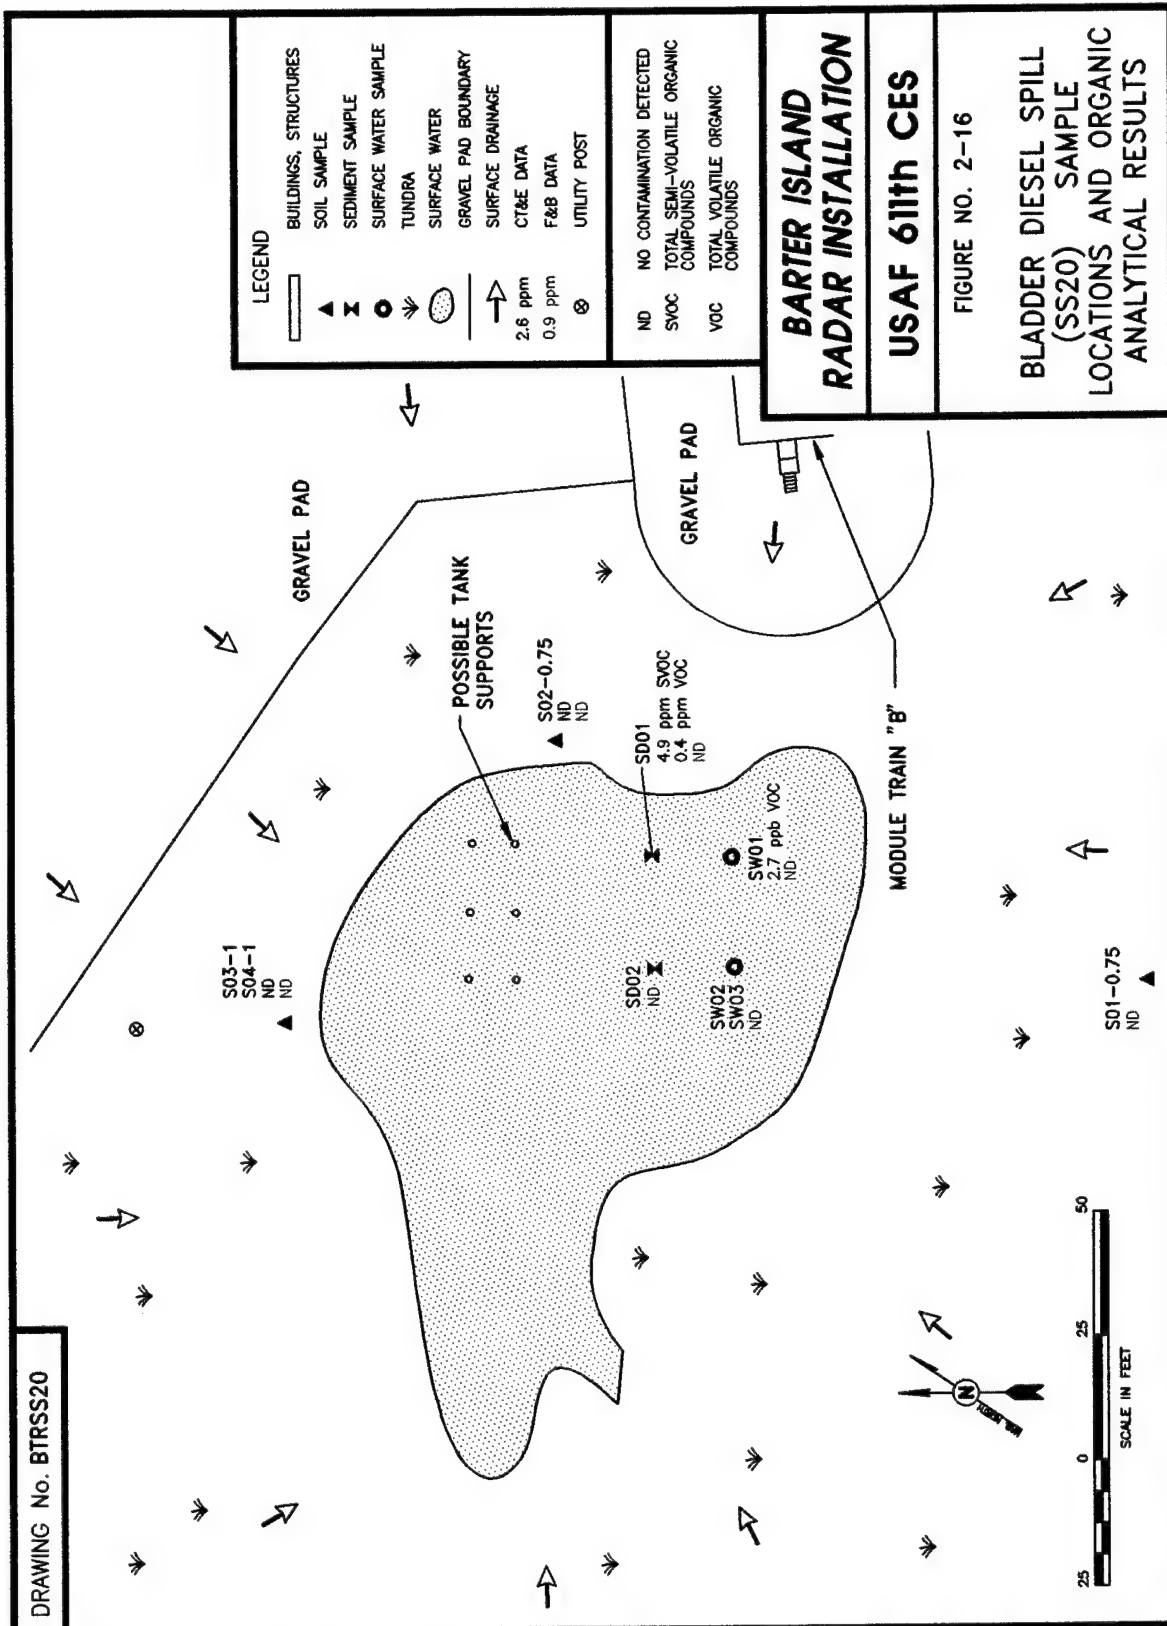 DRAWING No. BTRSS20
LEGEND
BUILDINGS, STRUCTURES
SOIL SAMPLE
SEDIMENT SAMPLE
SURFACE WATER SAMPLE
TUNDRA
SURFACE WATER
GRAVEL PAD BOUNDARY
SURFACE DRAINAGE
2.6 ppm CT&E DATA
0.9 ppm F&B DATA
UTILITY POST
ND NO CONTAMINATION DETECTED
SVOC TOTAL SEMI-VOLATILE ORGANIC
COMPOUNDS
VOC TOTAL VOLATILE ORGANIC
COMPOUNDS
BARTER ISLAND
RADAR INSTALLATION
USAF 611th CES
FIGURE NO. 2-16
BLADDER DIESEL SPILL
(SS20) SAMPLE
LOCATIONS AND ORGANIC
ANALYTICAL RESULTS
GRAVEL PAD
S03-1
S04-1
ND
ND
POSSIBLE TANK
SUPPORTS
S02-0.75
ND
ND
GRAVEL PAD
SD01
4.9 ppm SVOC
0.4 ppm VOC
ND
SD02
ND
SW01
2.7 ppb VOC
ND
SW02
SW03
ND
MODULE TRAIN "B"
S01-0.75
ND
N
MAG. NORTH
25 0 25 50
SCALE IN FEET